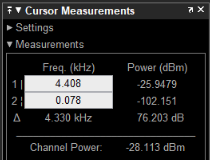 Cursor Measurements
Settings
Measurements
Freq. (kHz) Power (dBm)
1 | 4.408 -25.9479
2 ¦ 0.078 -102.151
Δ 4.330 kHz 76.203 dB
Channel Power: -28.113 dBm